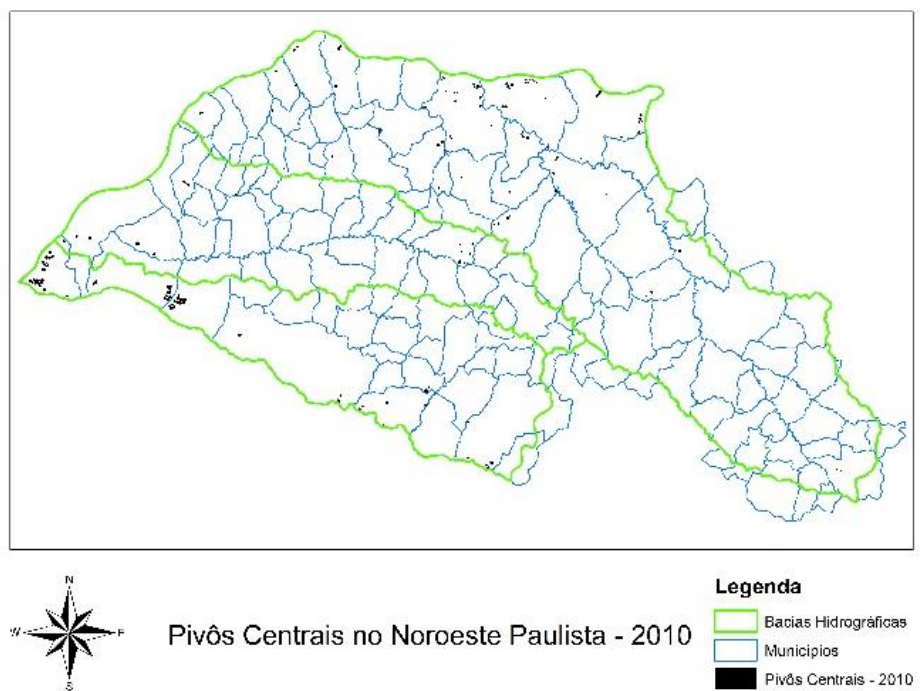 N
W
E
S
Pivôs Centrais no Noroeste Paulista - 2010
Legenda
Bacias Hidrográficas
Municípios
Pivôs Centrais - 2010